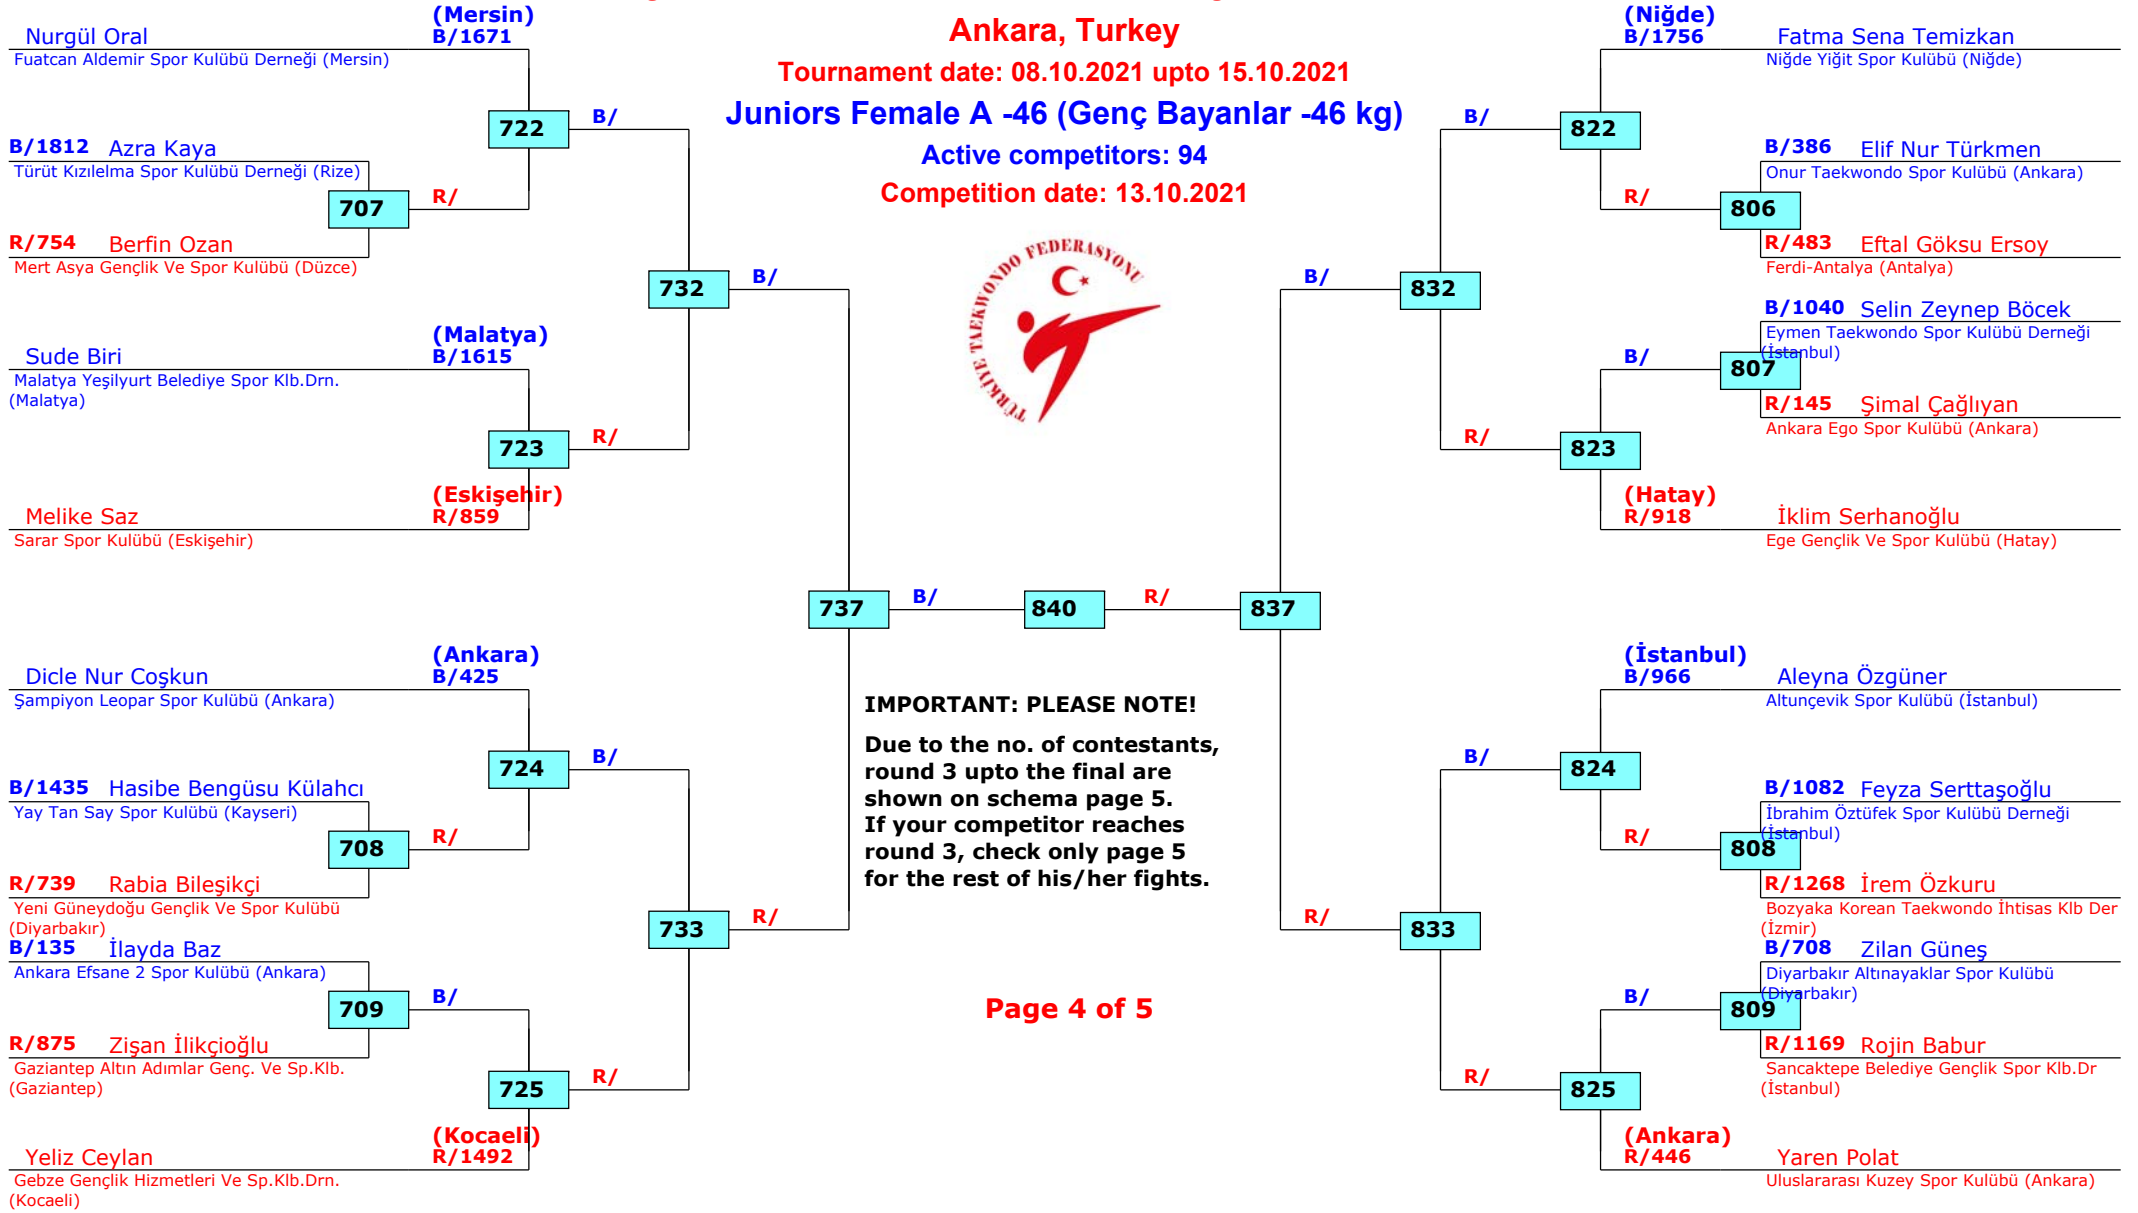 Ankara, Turkey
Tournament date: 08.10.2021 upto 15.10.2021
Juniors Female A -46 (Genç Bayanlar -46 kg)
Active competitors: 94
Competition date: 13.10.2021
TÜRKİYE TAEKWONDO FEDERASYONU
(Mersin)
Nurgül Oral B/1671
Fuatcan Aldemir Spor Kulübü Derneği (Mersin)
722
B/
B/1812 Azra Kaya
Türüt Kızılelma Spor Kulübü Derneği (Rize)
707
R/
R/754 Berfin Ozan
Mert Asya Gençlik Ve Spor Kulübü (Düzce)
732
B/
(Malatya)
Sude Biri B/1615
Malatya Yeşilyurt Belediye Spor Klb.Drn.
(Malatya)
723
R/
(Eskişehir)
Melike Saz R/859
Sarar Spor Kulübü (Eskişehir)
737
B/
840
R/
837
(Ankara)
Dicle Nur Coşkun B/425
Şampiyon Leopar Spor Kulübü (Ankara)
724
B/
B/1435 Hasibe Bengüsu Külahcı
Yay Tan Say Spor Kulübü (Kayseri)
708
R/
R/739 Rabia Bileşikçi
Yeni Güneydoğu Gençlik Ve Spor Kulübü
(Diyarbakır)
733
R/
B/135 İlayda Baz
Ankara Efsane 2 Spor Kulübü (Ankara)
709
B/
R/875 Zişan İlikçioğlu
Gaziantep Altın Adımlar Genç. Ve Sp.Klb.
(Gaziantep)
725
R/
(Kocaeli)
Yeliz Ceylan R/1492
Gebze Gençlik Hizmetleri Ve Sp.Klb.Drn.
(Kocaeli)
IMPORTANT: PLEASE NOTE!
Due to the no. of contestants,
round 3 upto the final are
shown on schema page 5.
If your competitor reaches
round 3, check only page 5
for the rest of his/her fights.
Page 4 of 5
(Niğde)
B/1756 Fatma Sena Temizkan
Niğde Yiğit Spor Kulübü (Niğde)
B/
822
B/386 Elif Nur Türkmen
Onur Taekwondo Spor Kulübü (Ankara)
R/
806
R/483 Eftal Göksu Ersoy
Ferdi-Antalya (Antalya)
B/
832
B/1040 Selin Zeynep Böcek
Eymen Taekwondo Spor Kulübü Derneği
(İstanbul)
B/
807
R/145 Şimal Çağlıyan
Ankara Ego Spor Kulübü (Ankara)
R/
823
(Hatay)
R/918 İklim Serhanoğlu
Ege Gençlik Ve Spor Kulübü (Hatay)
(İstanbul)
B/966 Aleyna Özgüner
Altunçevik Spor Kulübü (İstanbul)
B/
824
B/1082 Feyza Serttaşoğlu
İbrahim Öztüfek Spor Kulübü Derneği
(İstanbul)
R/
808
R/1268 İrem Özkuru
Bozyaka Korean Taekwondo İhtisas Klb Der
(İzmir)
R/
833
B/708 Zilan Güneş
Diyarbakır Altınayaklar Spor Kulübü
(Diyarbakır)
B/
809
R/1169 Rojin Babur
Sancaktepe Belediye Gençlik Spor Klb.Dr
(İstanbul)
R/
825
(Ankara)
R/446 Yaren Polat
Uluslararası Kuzey Spor Kulübü (Ankara)